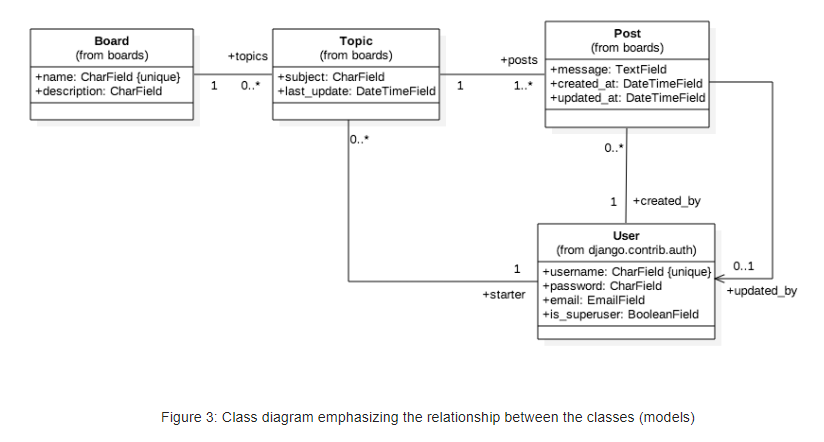 Board
(from boards)
+name: CharField {unique}
+description: CharField
+topics
1
0..*
Topic
(from boards)
+subject: CharField
+last_update: DateTimeField
+posts
1
1..*
Post
(from boards)
+message: TextField
+created_at: DateTimeField
+updated_at: DateTimeField
0..*
0..*
1
+created_by
User
(from django.contrib.auth)
+username: CharField {unique}
+password: CharField
+email: EmailField
+is_superuser: BooleanField
1
+starter
0..1
+updated_by
Figure 3: Class diagram emphasizing the relationship between the classes (models)